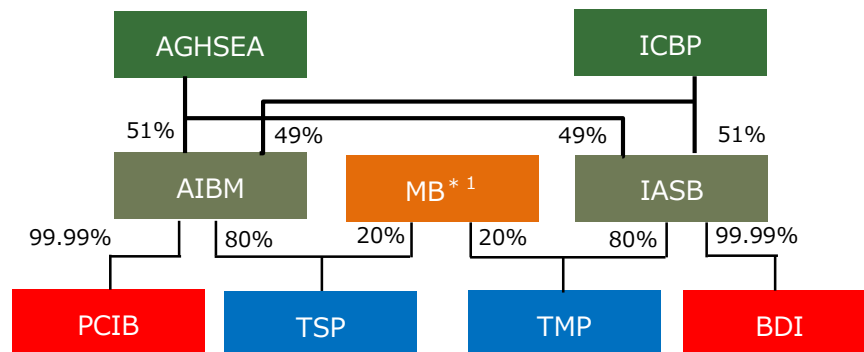 AGHSEA
ICBP
51%
49%
49%
51%
AIBM
MB* 1
IASB
99.99%
80%
20%
20%
80%
99.99%
PCIB
TSP
TMP
BDI